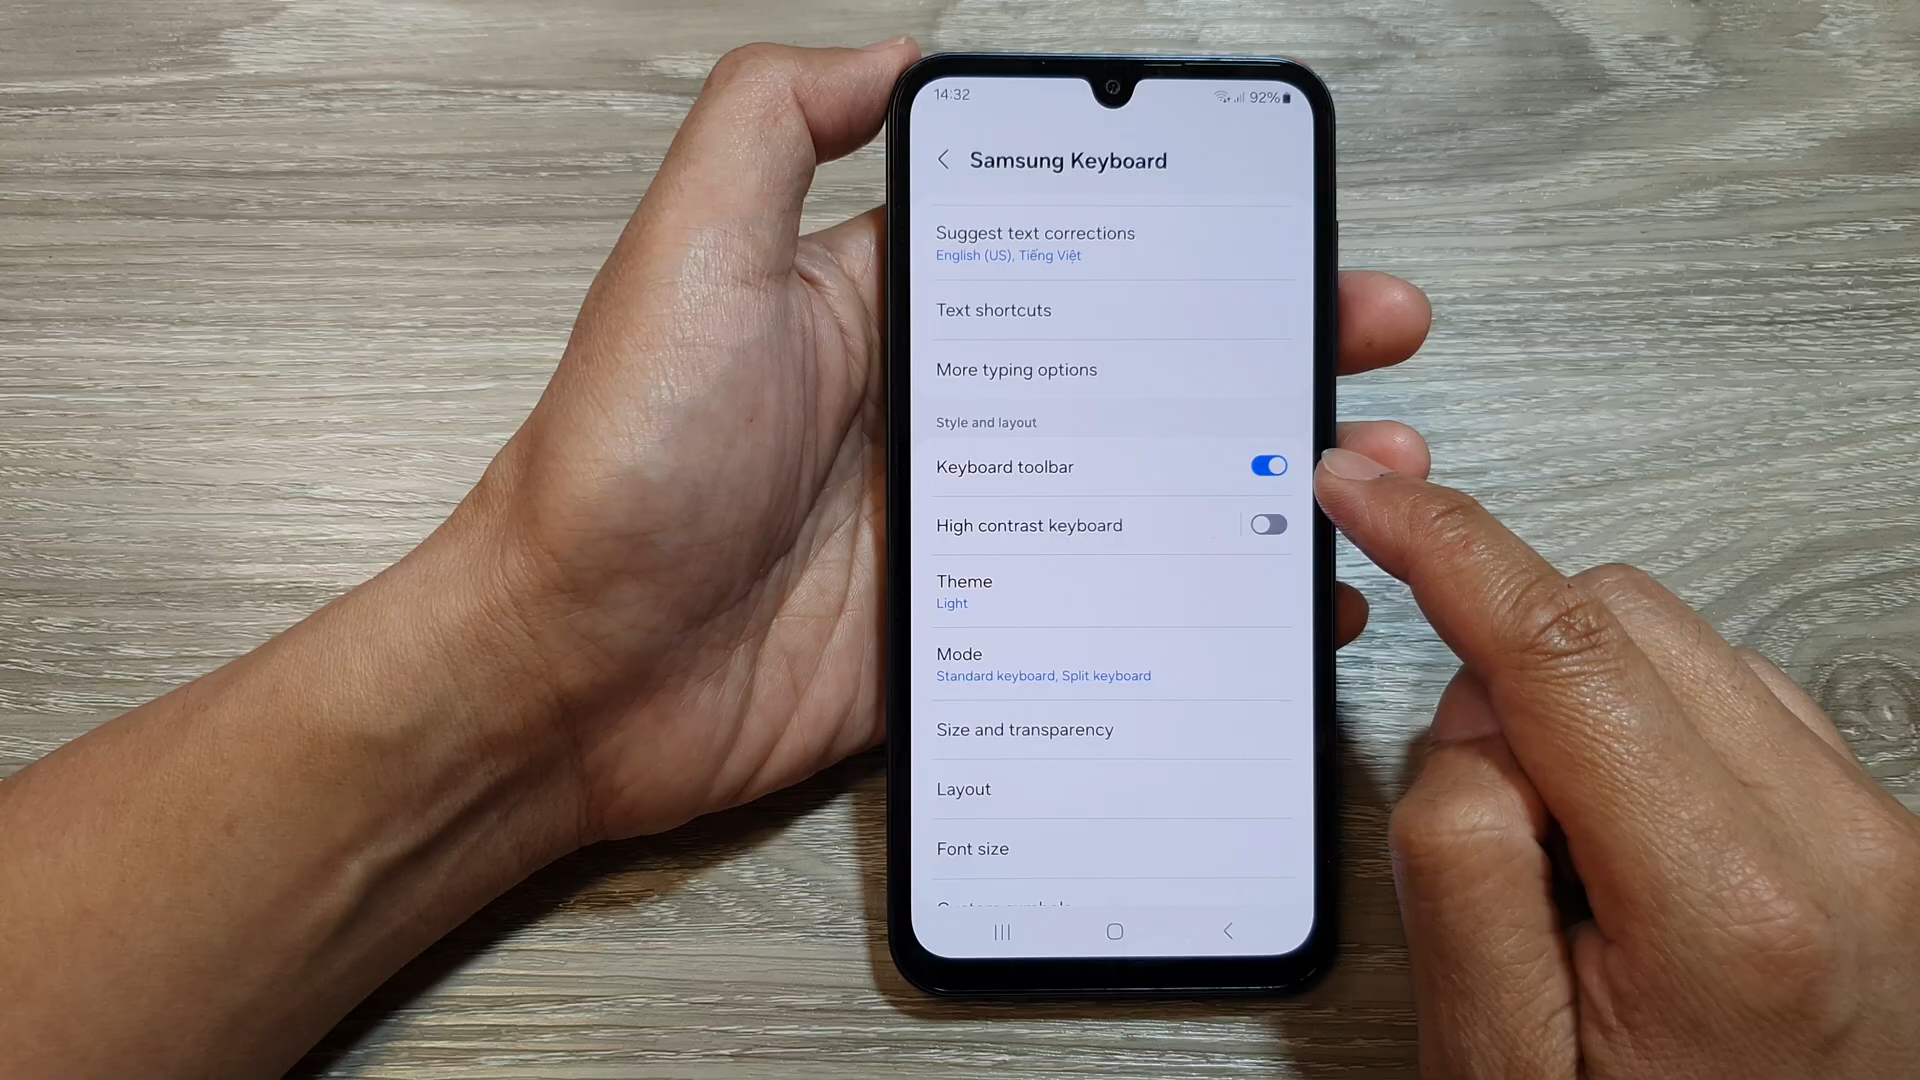 14:32
92%
Samsung Keyboard
Suggest text corrections
English (US), Tiếng Việt
Text shortcuts
More typing options
Style and layout
Keyboard toolbar
High contrast keyboard
Theme
Light
Mode
Standard keyboard, Split keyboard
Size and transparency
Layout
Font size